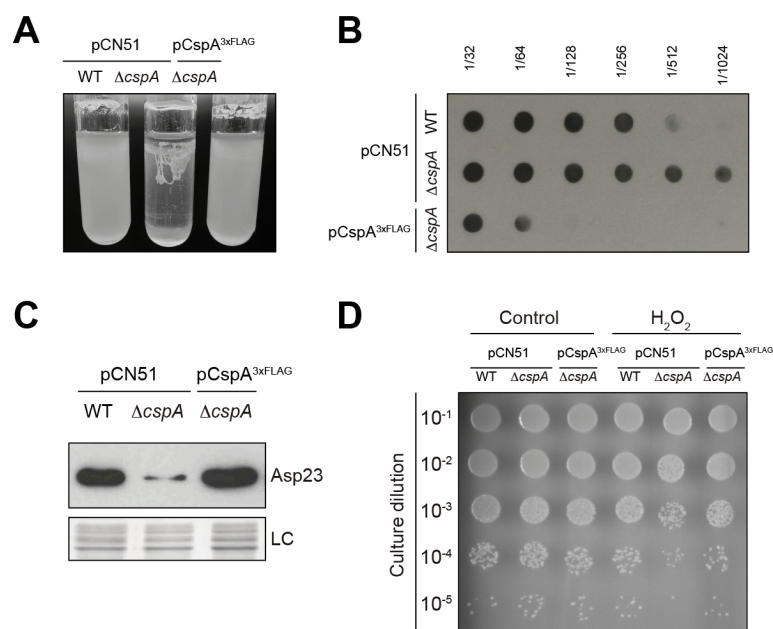 A
pCN51 pCspA3xFLAG
WT ΔcspA ΔcspA
B
1/32 1/64 1/128 1/256 1/512 1/1024
pCN51
WT
ΔcspA
pCspA3xFLAG
ΔcspA
C
pCN51 pCspA3xFLAG
WT ΔcspA ΔcspA
Asp23
LC
D
Control H2O2
pCN51 pCspA3xFLAG pCN51 pCspA3xFLAG
WT ΔcspA ΔcspA WT ΔcspA ΔcspA
Culture dilution
10-1
10-2
10-3
10-4
10-5